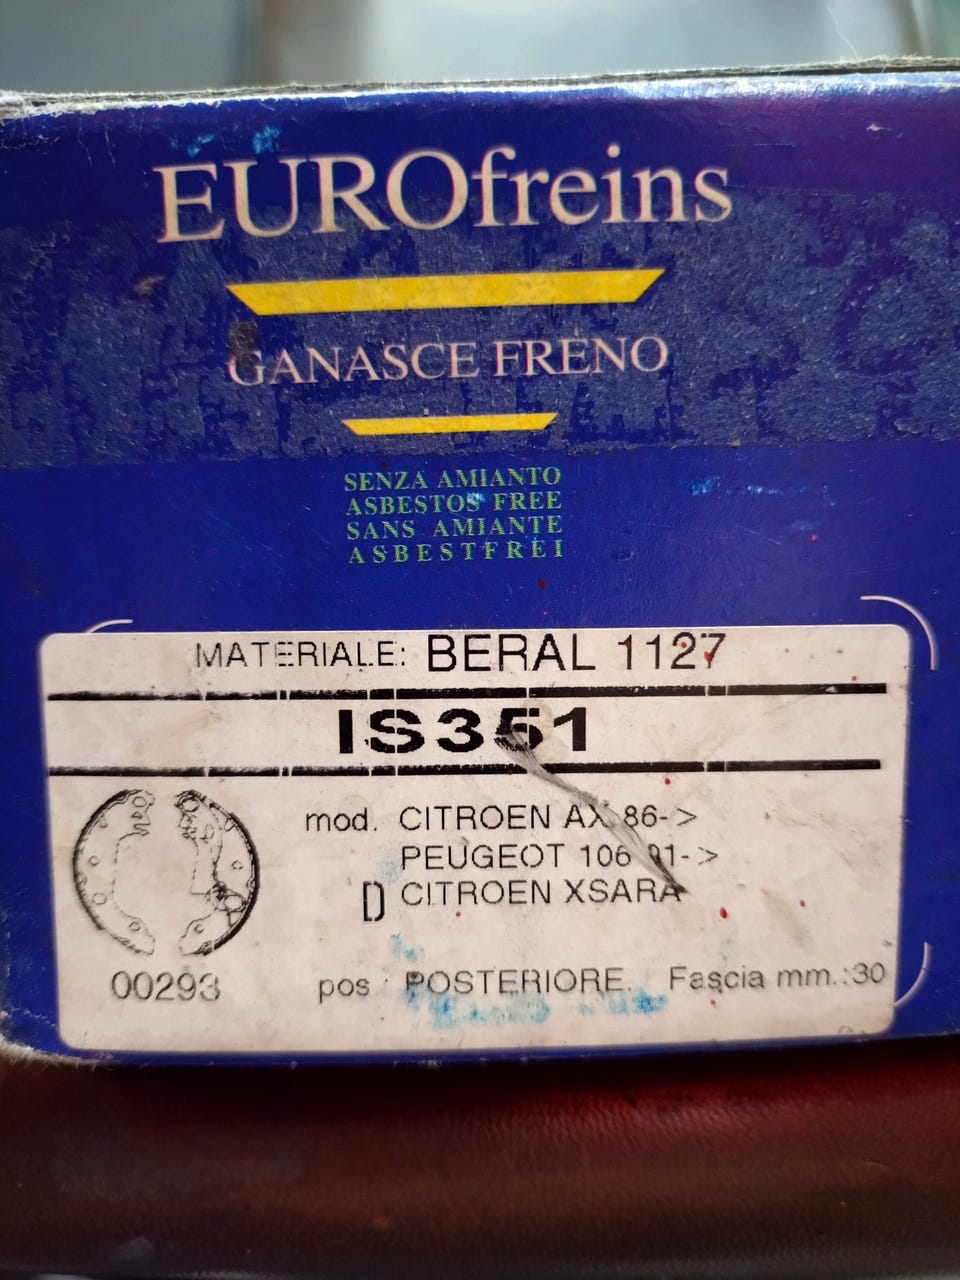 EUROfreins
GANASCE FRENO
SENZA AMIANTO
ASBESTOS FREE
SANS AMIANTE
ASBESTFREI
MATERIALE: BERAL 1127
IS351
mod. CITROEN AX 86->
PEUGEOT 106 91->
D CITROEN XSARA
00293 pos : POSTERIORE. Fascia mm.:30